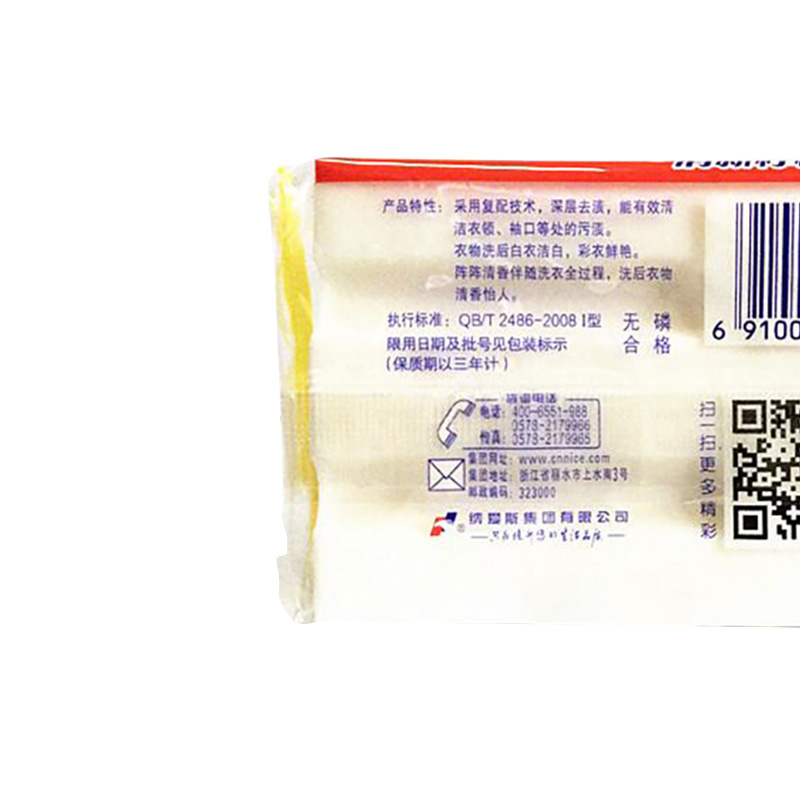 产品特性：采用复配技术，深层去渍，能有效清
洁衣领、袖口等处的污渍。
衣物洗后白衣洁白，彩衣鲜艳。
阵阵清香伴随洗衣全过程，洗后衣物
清香怡人。
执行标准：QB/T 2486-2008 I型
限用日期及批号见包装标示
(保质期以三年计)
无磷
合格
6 9100
电话：400-6551-988
0578-2179966
传真：0578-2179965
集团网址：www.cnnice.com
集团地址：浙江省丽水市上水南3号
邮政编码：323000
® 纳爱斯集团有限公司
扫一扫更多精彩